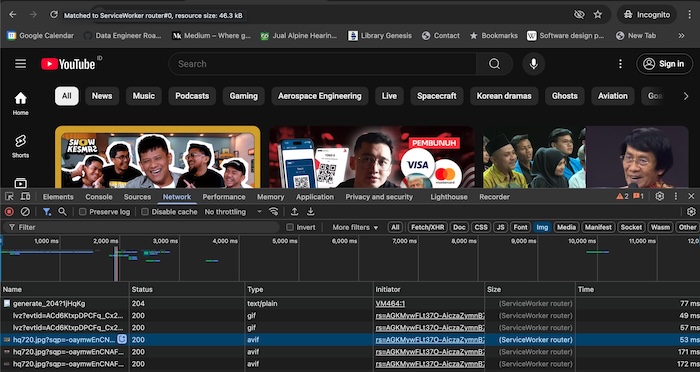 Matched to ServiceWorker router#0, resource size: 46.3 kB
Incognito
Google Calendar
Data Engineer Roa...
Medium – Where g...
Jual Alpine Hearing...
Library Genesis
Contact
Bookmarks
Software design p...
New Tab
YouTube ID
Search
Sign in
All
News
Music
Podcasts
Gaming
Aerospace Engineering
Live
Spacecraft
Korean dramas
Ghosts
Aviation
Home
Shorts
SNOW KESMAS
PEMBUNUH
VISA
mastercard
Elements
Console
Sources
Network
Performance
Memory
Application
Privacy and security
Lighthouse
Recorder
2
1
Preserve log
Disable cache
No throttling
Filter
Invert
More filters
All
Fetch/XHR
Doc
CSS
JS
Font
Img
Media
Manifest
Socket
Wasm
Other
1,000 ms
2,000 ms
3,000 ms
4,000 ms
5,000 ms
6,000 ms
7,000 ms
8,000 ms
9,000 ms
10,000 ms
11,000 ms
Name Status Type Initiator Size Time
generate_204?1jHqKg 204 text/plain VM464:1 (ServiceWorker router) 77 ms
lvz?evtid=ACd6KtxpDPCFq_Cx2... 200 gif rs=AGKMywFLt37O-AiczaZymnB7 (ServiceWorker router) 49 ms
lvz?evtid=ACd6KtxpDPCFq_Cx2... 200 gif rs=AGKMywFLt37O-AiczaZymnB7 (ServiceWorker router) 67 ms
hq720.jpg?sqp=-oaymwEnCN... 200 avif rs=AGKMywFLt37O-AiczaZymnB7 (ServiceWorker router) 53 ms
hq720.jpg?sqp=-oaymwEnCNAF... 200 avif rs=AGKMywFLt37O-AiczaZymnB7 (ServiceWorker router) 171 ms
hq720.jpg?sqp=-oaymwEnCNAF... 200 avif rs=AGKMywFLt37O-AiczaZymnB7 (ServiceWorker router) 172 ms